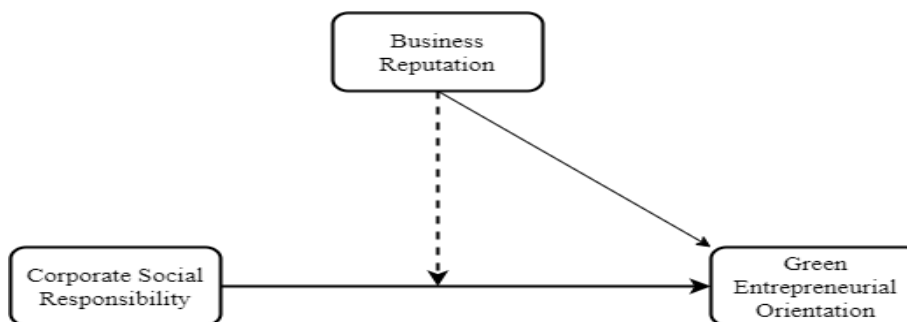 Business
Reputation
Corporate Social
Responsibility
Green
Entrepreneurial
Orientation